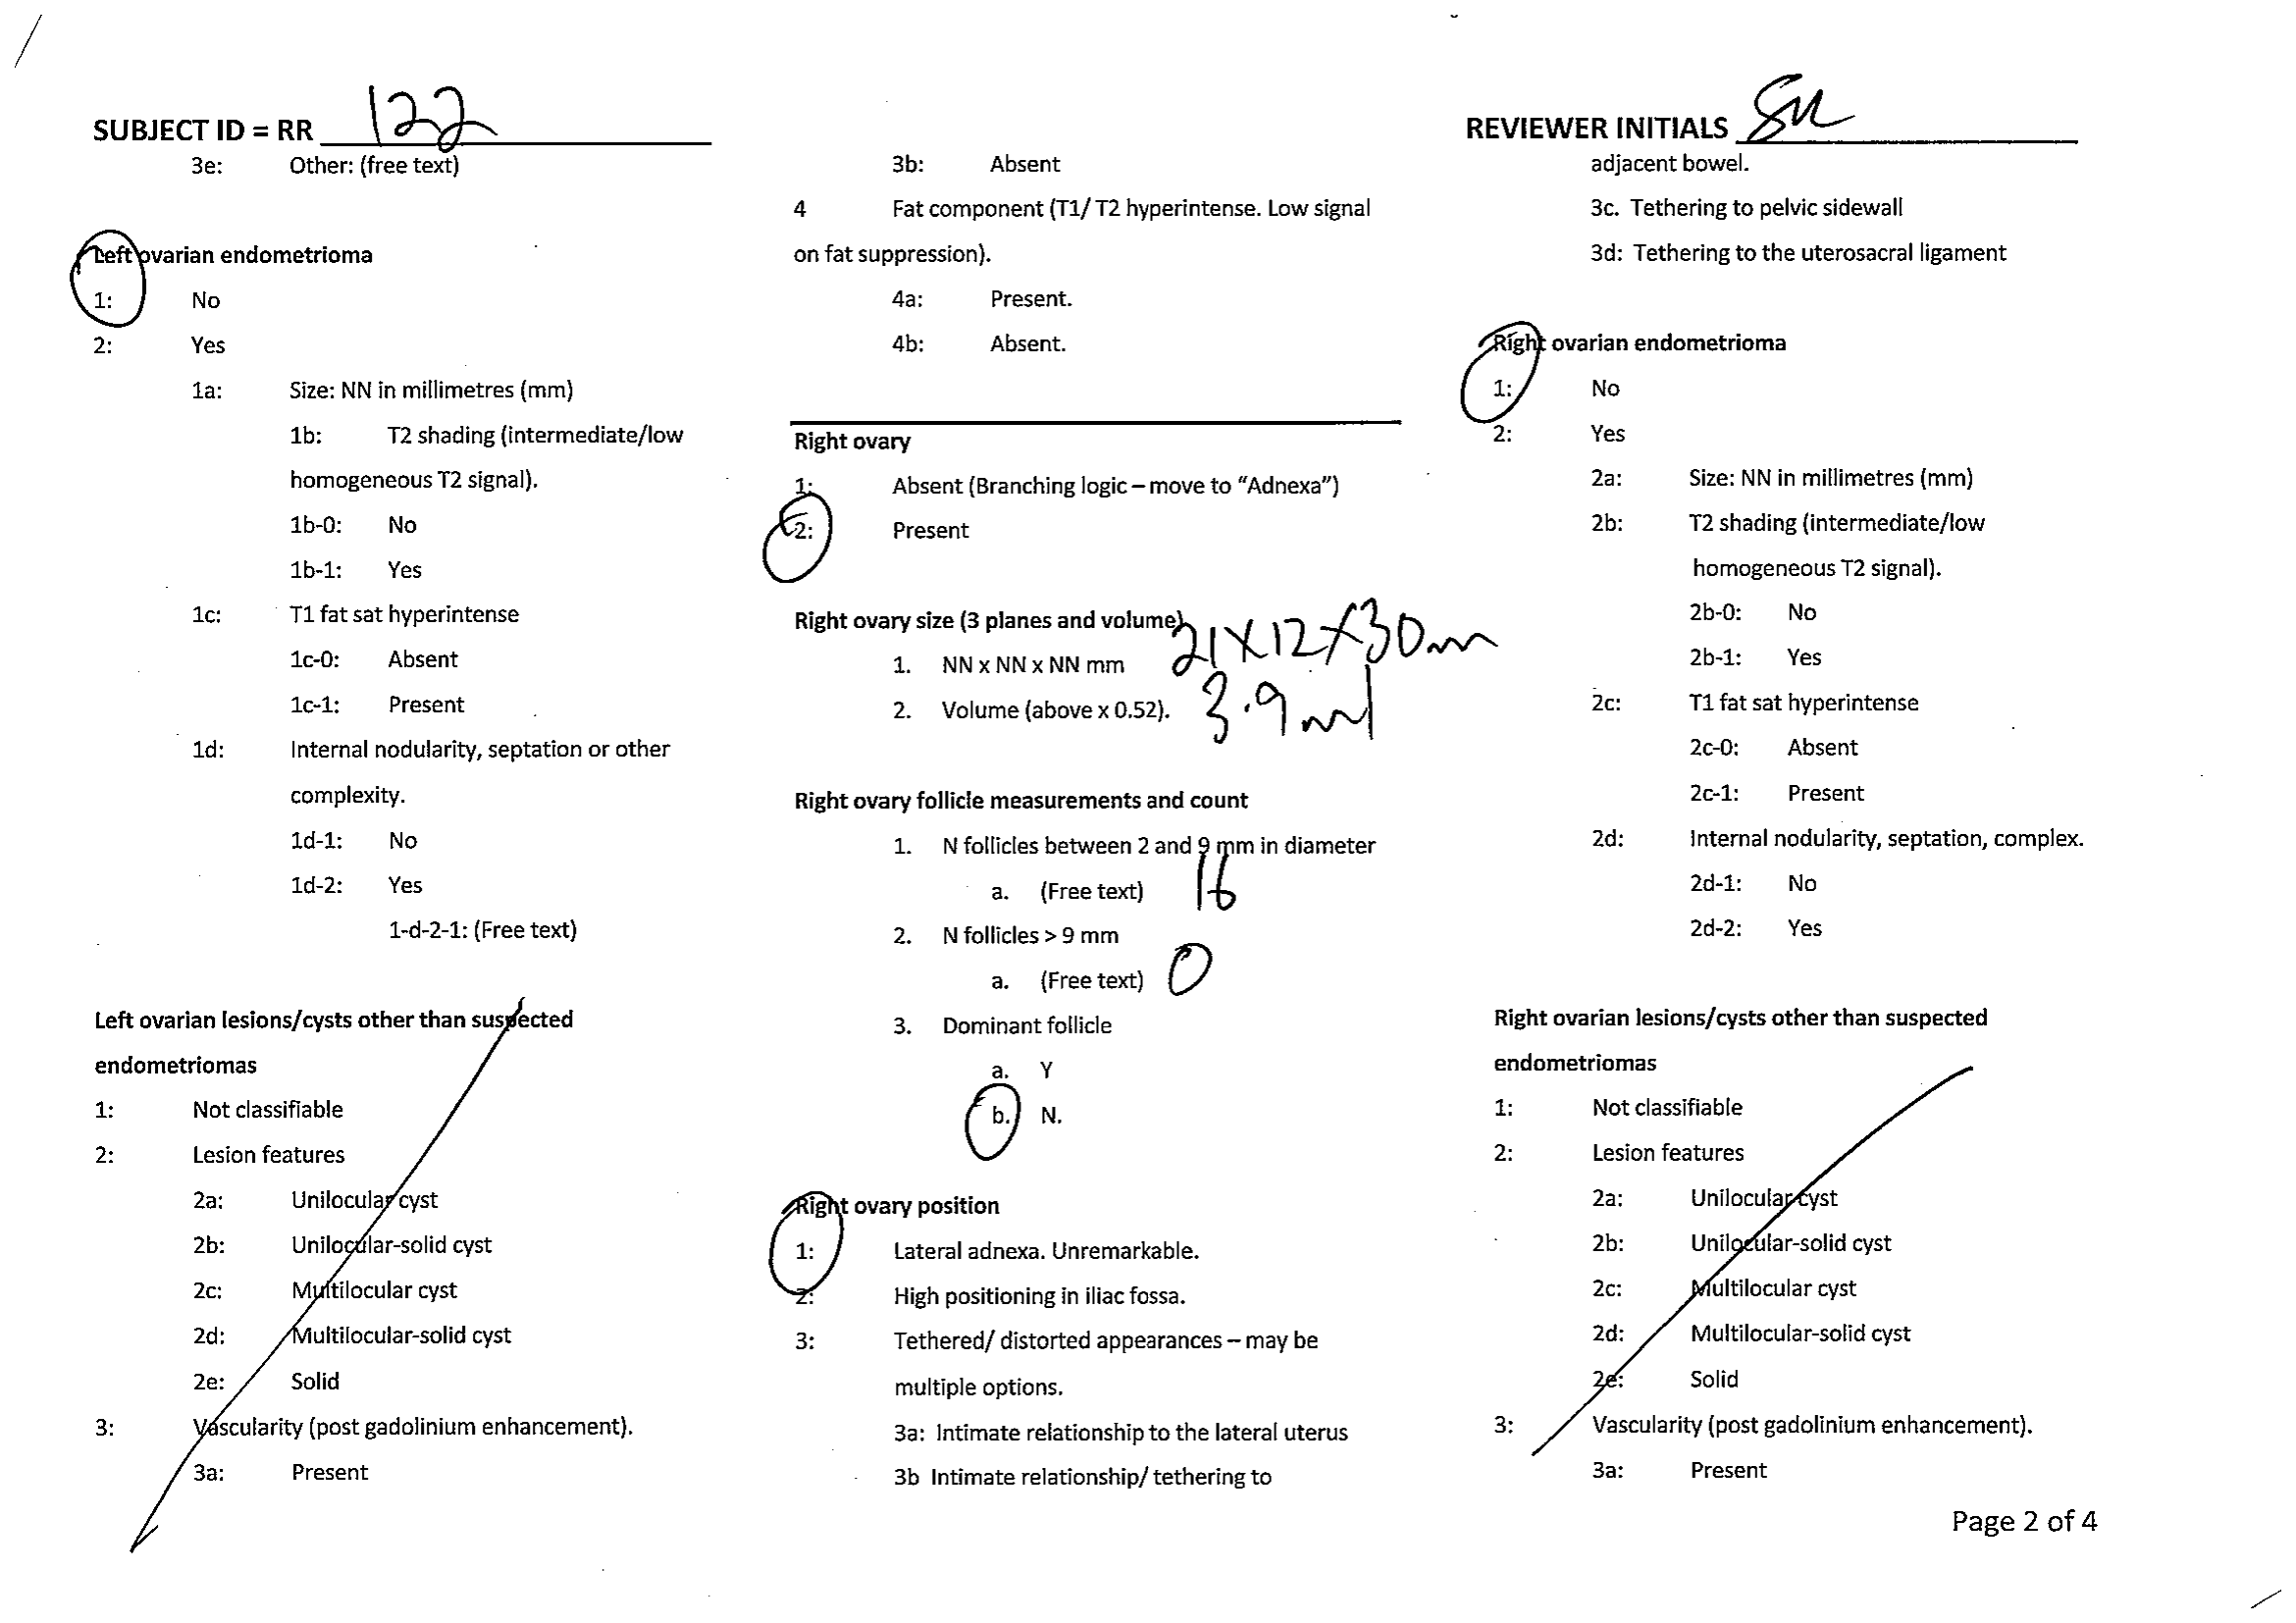 SUBJECT ID = RR 122
3e: Other: (free text)
Left ovarian endometrioma
1: No
2: Yes
1a: Size: NN in millimetres (mm)
1b: T2 shading (intermediate/low
homogeneous T2 signal).
1b-0: No
1b-1: Yes
1c: T1 fat sat hyperintense
1c-0: Absent
1c-1: Present
1d: Internal nodularity, septation or other
complexity.
1d-1: No
1d-2: Yes
1-d-2-1: (Free text)
Left ovarian lesions/cysts other than suspected
endometriomas
1: Not classifiable
2: Lesion features
2a: Unilocular cyst
2b: Unilocular-solid cyst
2c: Multilocular cyst
2d: Multilocular-solid cyst
2e: Solid
3: Vascularity (post gadolinium enhancement).
3a: Present
3b: Absent
4 Fat component (T1/ T2 hyperintense. Low signal
on fat suppression).
4a: Present.
4b: Absent.
Right ovary
1: Absent (Branching logic – move to “Adnexa”)
2: Present
Right ovary size (3 planes and volume)
1. NN x NN x NN mm 21X12X30mm
2. Volume (above x 0.52). 3.9ml
Right ovary follicle measurements and count
1. N follicles between 2 and 9 mm in diameter
a. (Free text) 16
2. N follicles > 9 mm
a. (Free text) 0
3. Dominant follicle
a. Y
b. N.
Right ovary position
1: Lateral adnexa. Unremarkable.
2: High positioning in iliac fossa.
3: Tethered/ distorted appearances – may be
multiple options.
3a: Intimate relationship to the lateral uterus
3b Intimate relationship/ tethering to
REVIEWER INITIALS
adjacent bowel.
3c. Tethering to pelvic sidewall
3d: Tethering to the uterosacral ligament
Right ovarian endometrioma
1: No
2: Yes
2a: Size: NN in millimetres (mm)
2b: T2 shading (intermediate/low
homogeneous T2 signal).
2b-0: No
2b-1: Yes
2c: T1 fat sat hyperintense
2c-0: Absent
2c-1: Present
2d: Internal nodularity, septation, complex.
2d-1: No
2d-2: Yes
Right ovarian lesions/cysts other than suspected
endometriomas
1: Not classifiable
2: Lesion features
2a: Unilocular cyst
2b: Unilocular-solid cyst
2c: Multilocular cyst
2d: Multilocular-solid cyst
2e: Solid
3: Vascularity (post gadolinium enhancement).
3a: Present
Page 2 of 4